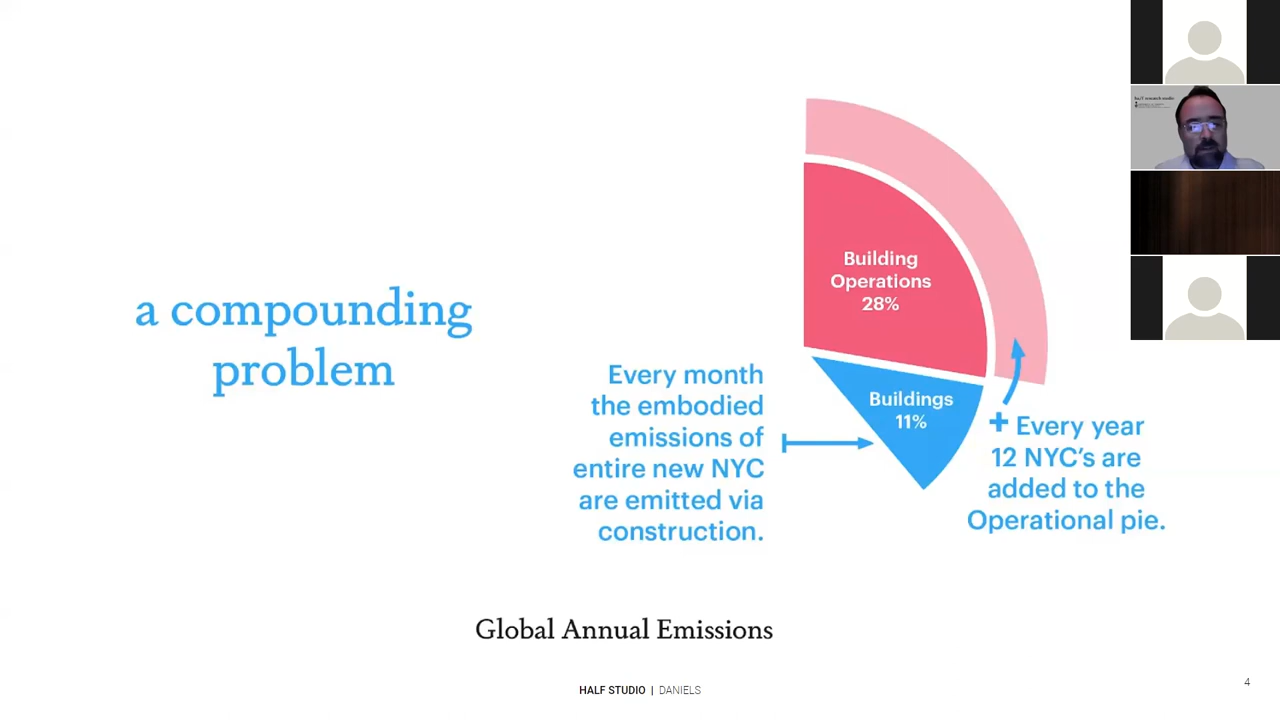 a compounding
problem
Building
Operations
28%
Buildings
11%
Every month
the embodied
emissions of
entire new NYC
are emitted via
construction.
+ Every year
12 NYC's are
added to the
Operational pie.
Global Annual Emissions
HALF STUDIO | DANIELS
4